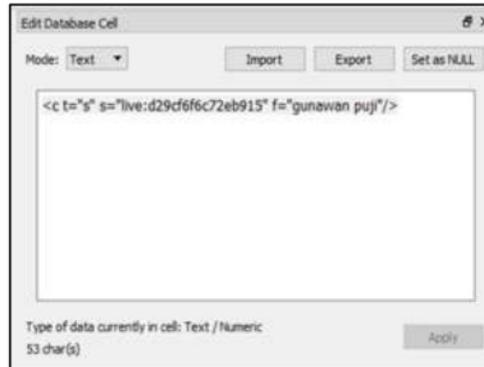 Edit Database Cell
Mode: Text Import Export Set as NULL
<c t="s" s="live:d29cf6f6c72eb915" f="gunawan puji"/>
Type of data currently in cell: Text / Numeric
53 char(s)
Apply